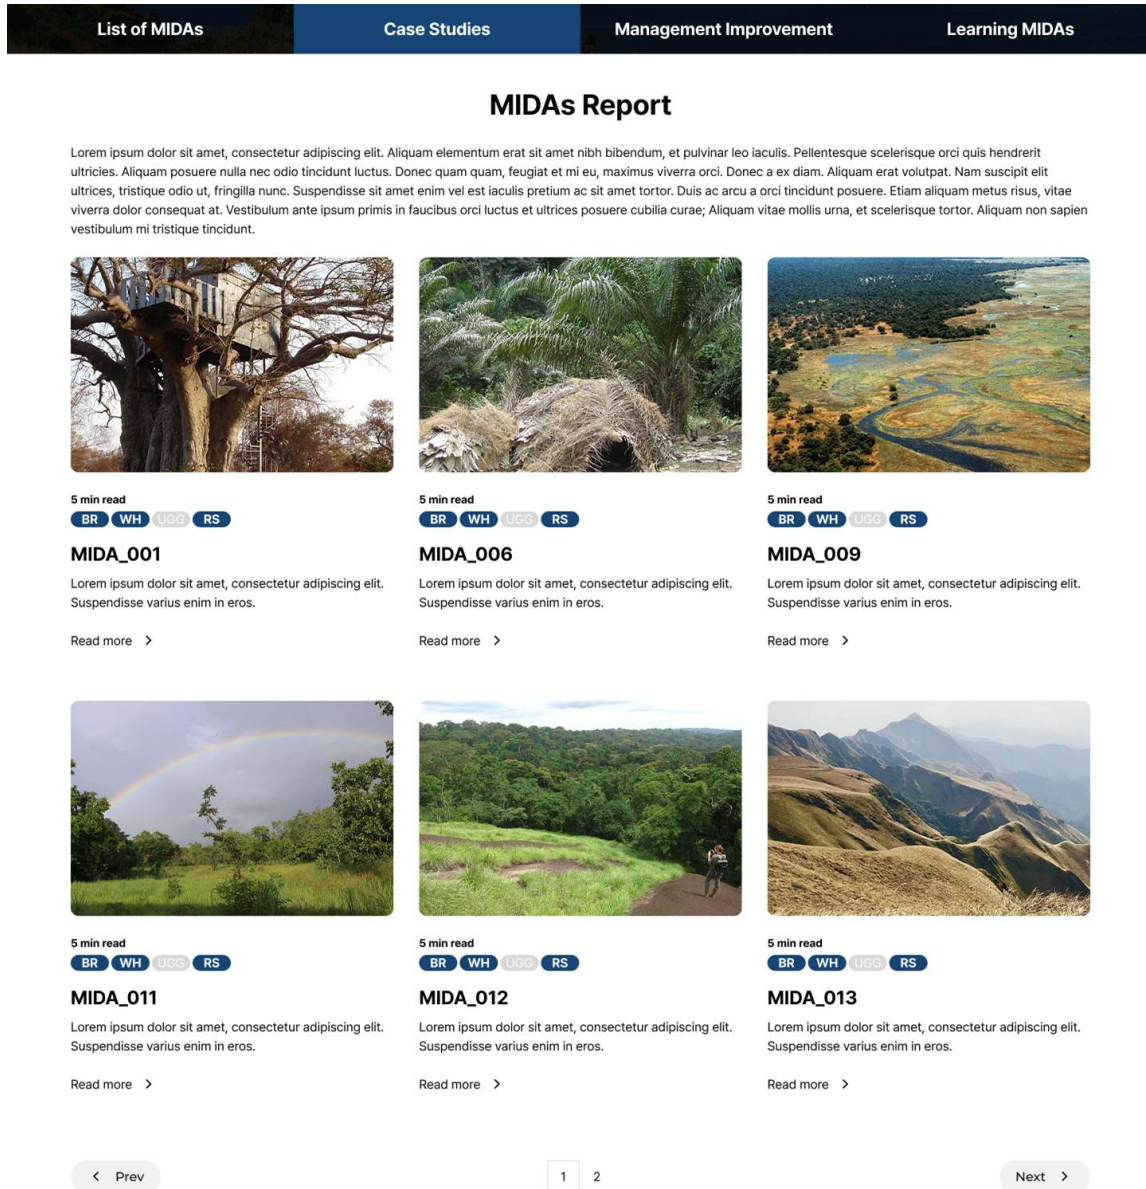 List of MIDAs
Case Studies
Management Improvement
Learning MIDAs
MIDAs Report
Lorem ipsum dolor sit amet, consectetur adipiscing elit. Aliquam elementum erat sit amet nibh bibendum, et pulvinar leo iaculis. Pellentesque scelerisque orci quis hendrerit
ultricies. Aliquam posuere nulla nec odio tincidunt luctus. Donec quam quam, feugiat et mi eu, maximus viverra orci. Donec a ex diam. Aliquam erat volutpat. Nam suscipit elit
ultrices, tristique odio ut, fringilla nunc. Suspendisse sit amet enim vel est iaculis pretium ac sit amet tortor. Duis ac arcu a orci tincidunt posuere. Etiam aliquam metus risus, vitae
viverra dolor consequat at. Vestibulum ante ipsum primis in faucibus orci luctus et ultrices posuere cubilia curae; Aliquam vitae mollis urna, et scelerisque tortor. Aliquam non sapien
vestibulum mi tristique tincidunt.
5 min read
BR WH UGG RS
MIDA_001
Lorem ipsum dolor sit amet, consectetur adipiscing elit.
Suspendisse varius enim in eros.
Read more
5 min read
BR WH UGG RS
MIDA_006
Lorem ipsum dolor sit amet, consectetur adipiscing elit.
Suspendisse varius enim in eros.
Read more
5 min read
BR WH UGG RS
MIDA_009
Lorem ipsum dolor sit amet, consectetur adipiscing elit.
Suspendisse varius enim in eros.
Read more
5 min read
BR WH UGG RS
MIDA_011
Lorem ipsum dolor sit amet, consectetur adipiscing elit.
Suspendisse varius enim in eros.
Read more
5 min read
BR WH UGG RS
MIDA_012
Lorem ipsum dolor sit amet, consectetur adipiscing elit.
Suspendisse varius enim in eros.
Read more
5 min read
BR WH UGG RS
MIDA_013
Lorem ipsum dolor sit amet, consectetur adipiscing elit.
Suspendisse varius enim in eros.
Read more
Prev
1 2
Next